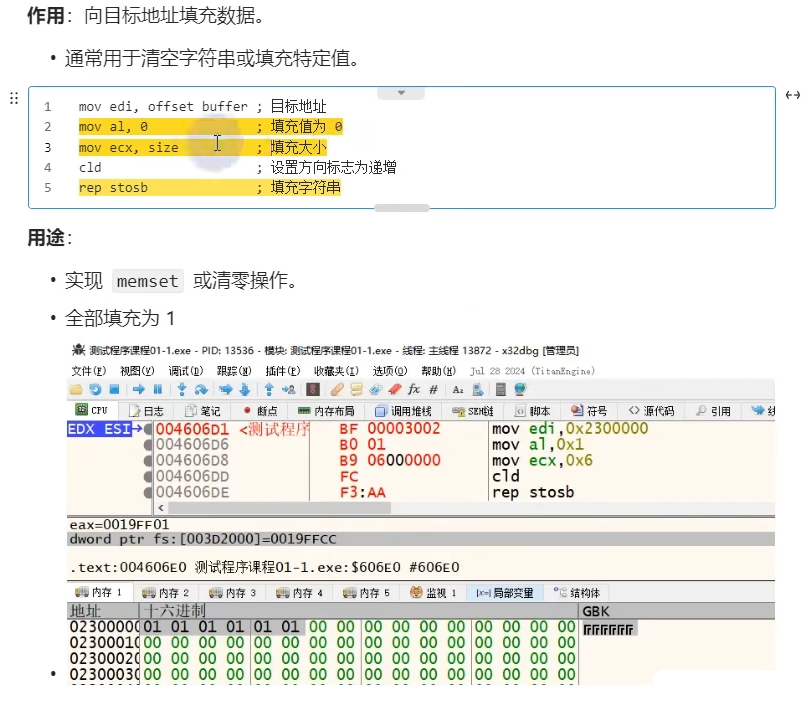 作用：向目标地址填充数据。
• 通常用于清空字符串或填充特定值。
1 mov edi, offset buffer ; 目标地址
2 mov al, 0 ; 填充值为 0
3 mov ecx, size ; 填充大小
4 cld ; 设置方向标志为递增
5 rep stosb ; 填充字符串
用途：
• 实现 memset 或清零操作。
• 全部填充为 1
测试程序课程01-1.exe - PID: 13536 - 模块: 测试程序课程01-1.exe - 线程: 主线程 13872 - x32dbg [管理员]
文件(F) 视图(V) 调试(D) 跟踪(N) 插件(P) 收藏夹(I) 选项(O) 帮助(H) Jul 28 2024 (TitanEngine)
CPU 日志 笔记 断点 内存布局 调用堆栈 SEH链 脚本 符号 源代码 引用
EDX ESI 004606D1 <测试程序 BF 00003002 mov edi,0x2300000
004606D6 B0 01 mov al,0x1
004606D8 B9 06000000 mov ecx,0x6
004606DD FC cld
004606DE F3:AA rep stosb
eax=0019FF01
dword ptr fs:[003D2000]=0019FFCC
.text:004606E0 测试程序课程01-1.exe:$606E0 #606E0
内存 1 内存 2 内存 3 内存 4 内存 5 监视 1 [x=] 局部变量 结构体
地址 十六进制 GBK
02300000 01 01 01 01 01 01 00 00 00 00 00 00 00 00 00 00
02300010 00 00 00 00 00 00 00 00 00 00 00 00 00 00 00 00
02300020 00 00 00 00 00 00 00 00 00 00 00 00 00 00 00 00
02300030 00 00 00 00 00 00 00 00 00 00 00 00 00 00 00 00